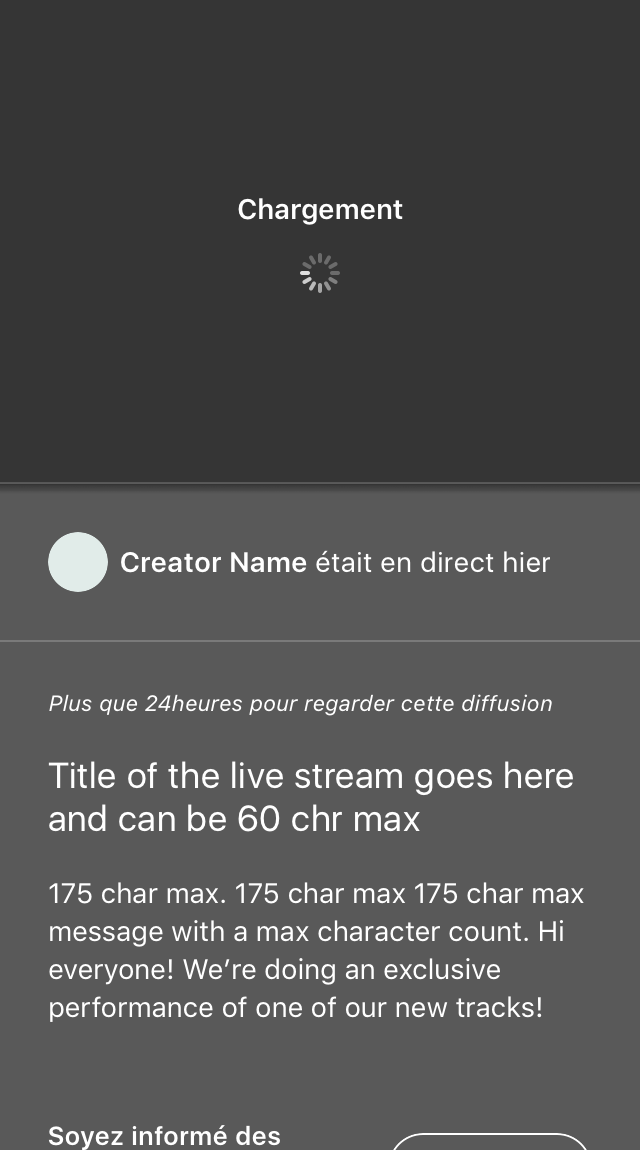 Chargement
Creator Name était en direct hier
Plus que 24heures pour regarder cette diffusion
Title of the live stream goes here
and can be 60 chr max
175 char max. 175 char max 175 char max
message with a max character count. Hi
everyone! We’re doing an exclusive
performance of one of our new tracks!
Soyez informé des